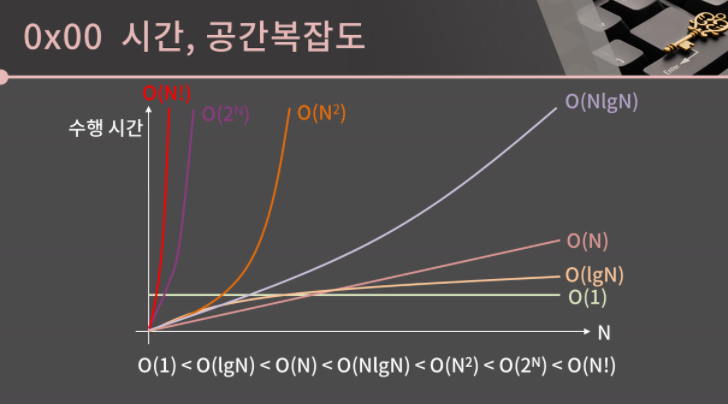 0x00 시간, 공간복잡도
Enter
O(N!)
O(2ᴺ)
O(N²)
O(NlgN)
수행 시간
O(N)
O(lgN)
O(1)
N
O(1) < O(lgN) < O(N) < O(NlgN) < O(N²) < O(2ᴺ) < O(N!)